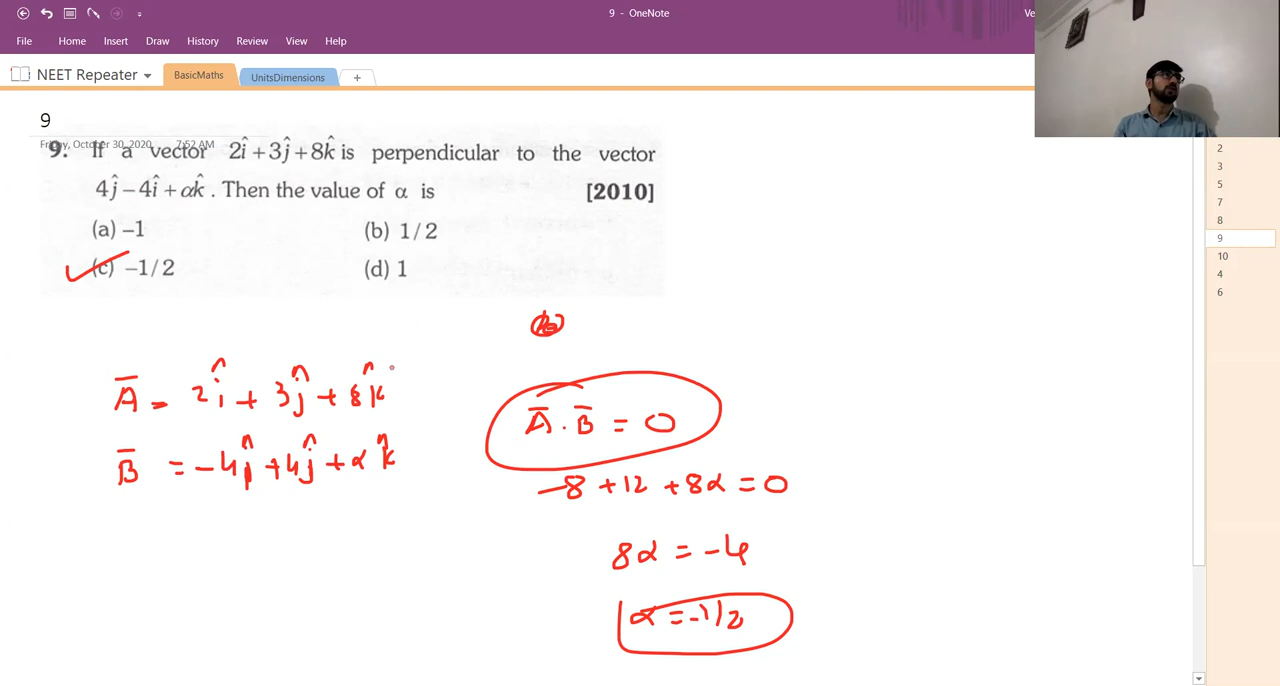 9 - OneNote
Ve
File Home Insert Draw History Review View Help
NEET Repeater BasicMaths UnitsDimensions +
9
Friday, October 30, 2020 7:52 AM
9. If a vector 2î + 3ĵ + 8k̂ is perpendicular to the vector
4ĵ − 4î + αk̂ . Then the value of α is [2010]
(a) −1 (b) 1/2
(c) −1/2 (d) 1
A̅ = 2î + 3ĵ + 8k̂
B̅ = −4ĵ + 4ĵ + αk̂
A̅ . B̅ = 0
−8 + 12 + 8α = 0
8α = −4
α = −1/2
2
3
5
7
8
9
10
4
6